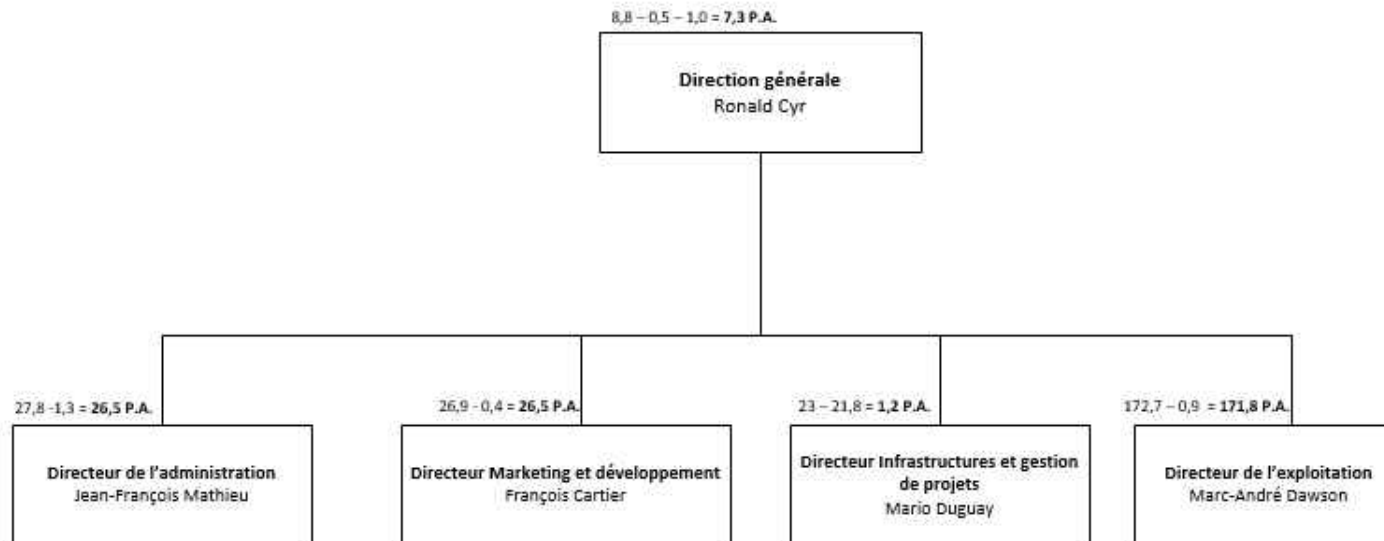 8,8 – 0,5 – 1,0 = 7,3 P.A.
Direction générale
Ronald Cyr
27,8 -1,3 = 26,5 P.A.
Directeur de l'administration
Jean-François Mathieu
26,9 - 0,4 = 26,5 P.A.
Directeur Marketing et développement
François Cartier
23 – 21,8 = 1,2 P.A.
Directeur Infrastructures et gestion
de projets
Mario Duguay
172,7 – 0,9 = 171,8 P.A.
Directeur de l'exploitation
Marc-André Dawson